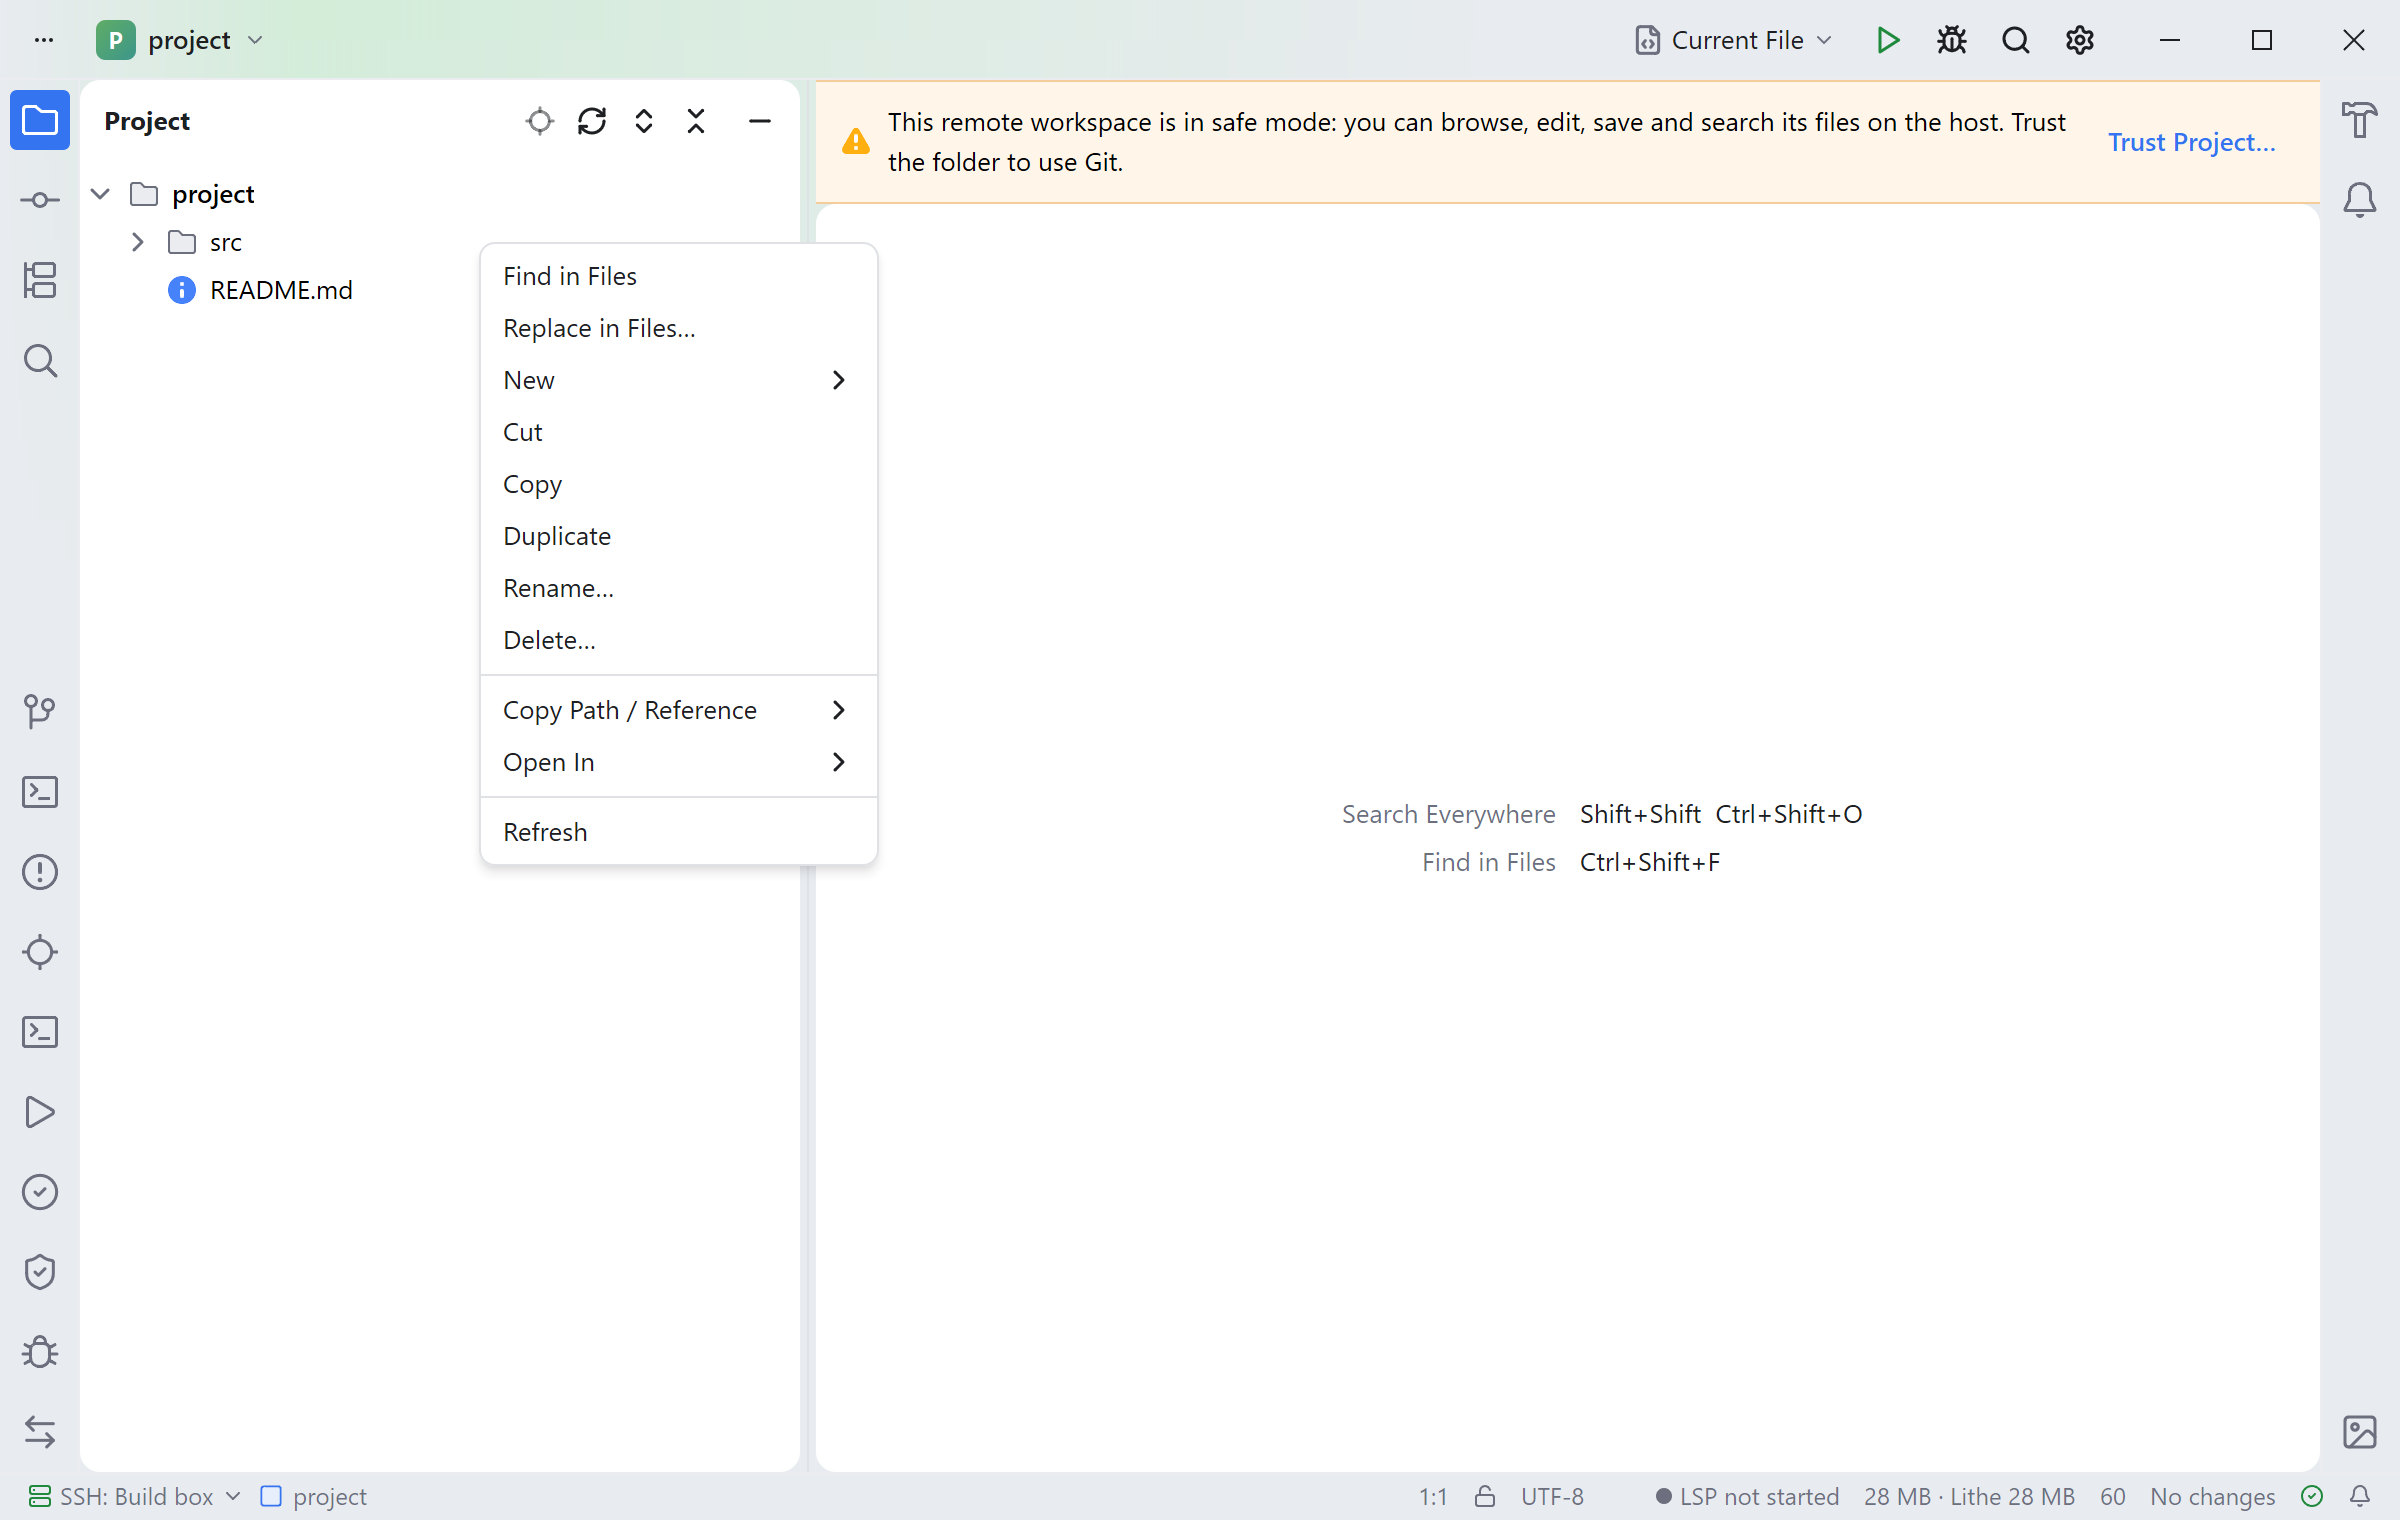 P project
Current File
Project
This remote workspace is in safe mode: you can browse, edit, save and search its files on the host. Trust
the folder to use Git.
Trust Project...
project
src
README.md
Find in Files
Replace in Files...
New
Cut
Copy
Duplicate
Rename...
Delete...
Copy Path / Reference
Open In
Refresh
Search Everywhere Shift+Shift Ctrl+Shift+O
Find in Files Ctrl+Shift+F
SSH: Build box project
1:1 UTF-8 LSP not started 28 MB · Lithe 28 MB 60 No changes